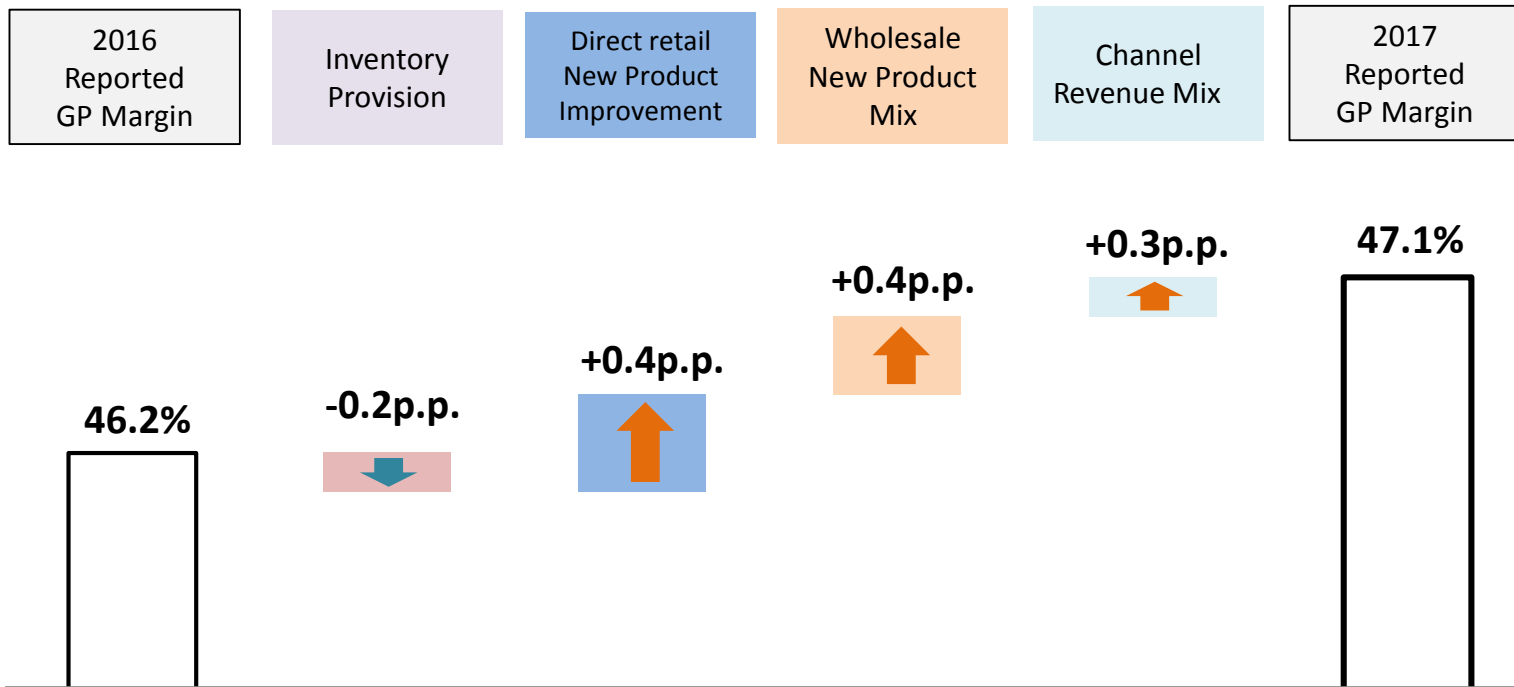 2016
Reported
GP Margin
Inventory
Provision
Direct retail
New Product
Improvement
Wholesale
New Product
Mix
Channel
Revenue Mix
2017
Reported
GP Margin
46.2%
-0.2p.p.
+0.4p.p.
+0.4p.p.
+0.3p.p.
47.1%